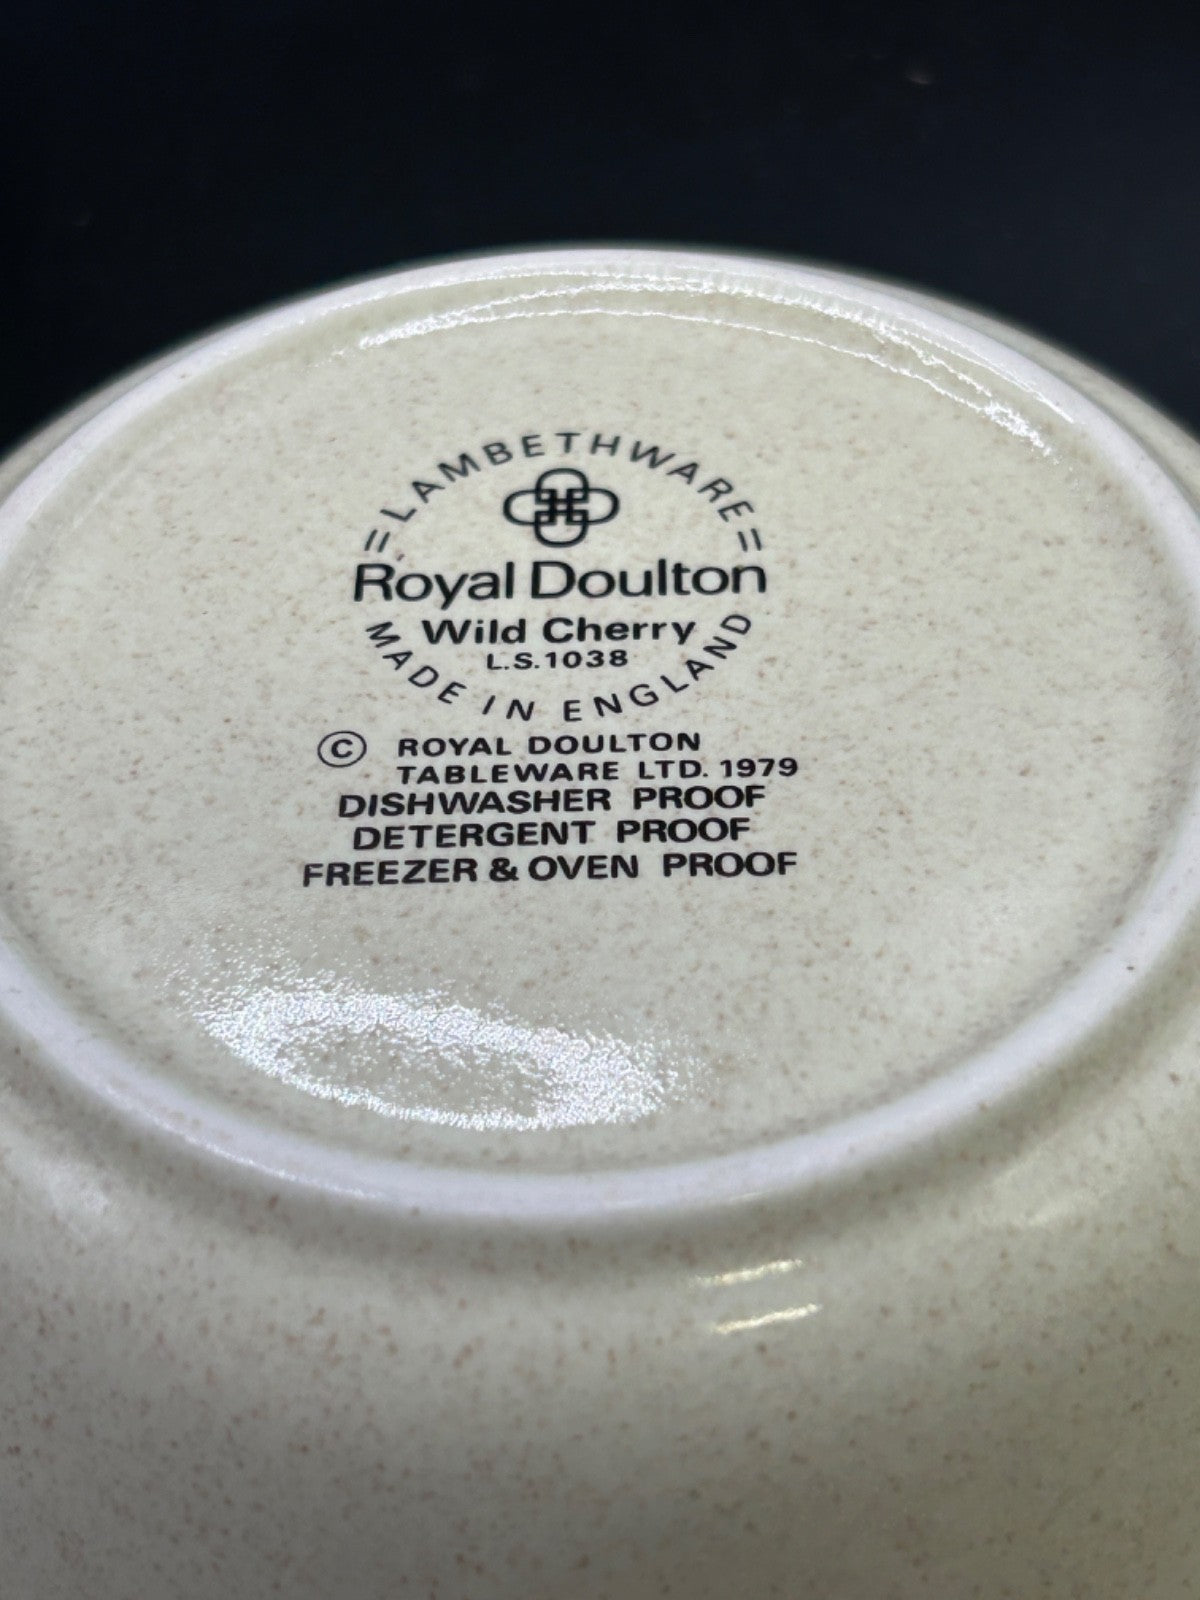 =LAMBETHWARE=
Royal Doulton
Wild Cherry
L.S.1038
MADE IN ENGLAND
© ROYAL DOULTON
TABLEWARE LTD. 1979
DISHWASHER PROOF
DETERGENT PROOF
FREEZER & OVEN PROOF